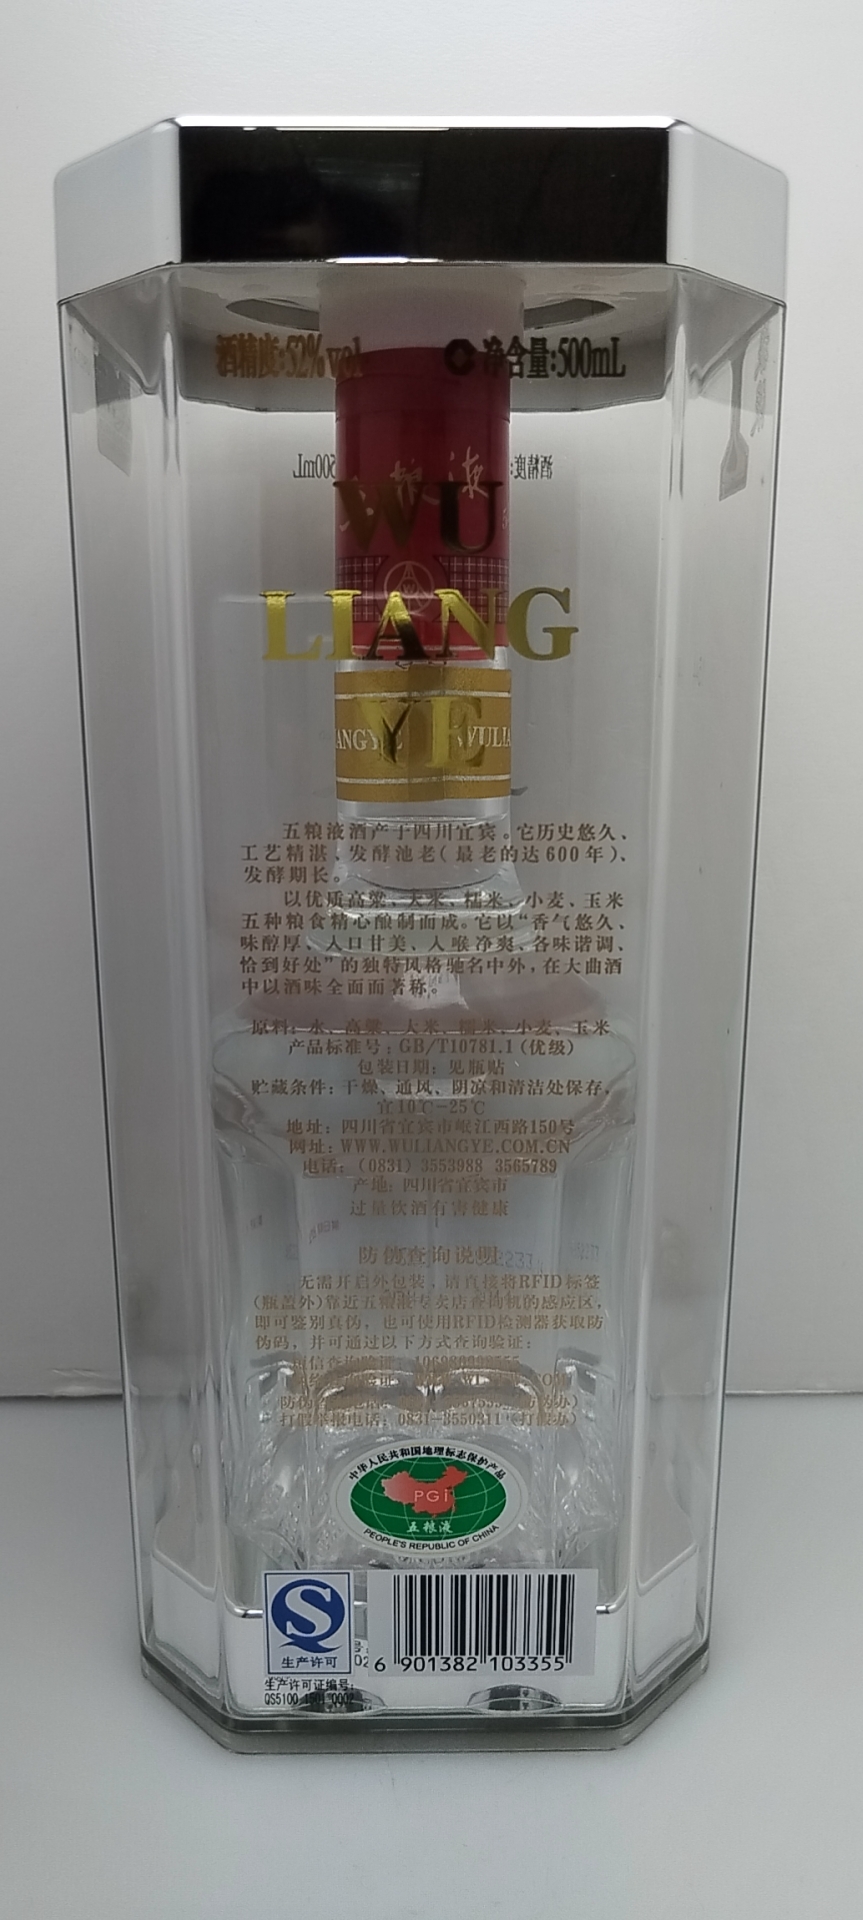 酒精度:52%vol 净含量:500mL
WU
LIANG
YE
五粮液酒产于四川宜宾。它历史悠久、
工艺精湛、发酵池老(最老的达600年)、
发酵期长。
以优质高粱、大米、糯米、小麦、玉米
五种粮食精心酿制而成。它以“香气悠久、
味醇厚、入口甘美、入喉净爽、各味谐调、
恰到好处”的独特风格驰名中外,在大曲酒
中以酒味全面而著称。
原料:水、高粱、大米、糯米、小麦、玉米
产品标准号:GB/T10781.1(优级)
包装日期:见瓶贴
贮藏条件:干燥、通风、阴凉和清洁处保存,
宜10℃-25℃
地址:四川省宜宾市岷江西路150号
网址:WWW.WULIANGYE.COM.CN
电话:(0831) 3553988 3565789
产地:四川省宜宾市
过量饮酒有害健康
防伪查询说明
无需开启外包装,请直接将RFID标签
(瓶盖外)靠近五粮液专卖店查询机的感应区,
即可鉴别真伪,也可使用RFID检测器获取防
伪码,并可通过以下方式查询验证:
短信查询验证:
打假举报电话:0831-3550311(打假办)
中华人民共和国地理标志保护产品
PGI
五粮液
PEOPLE'S REPUBLIC OF CHINA
生产许可
6 901382 103355
生产许可证编号:
QS5100 1501 0002